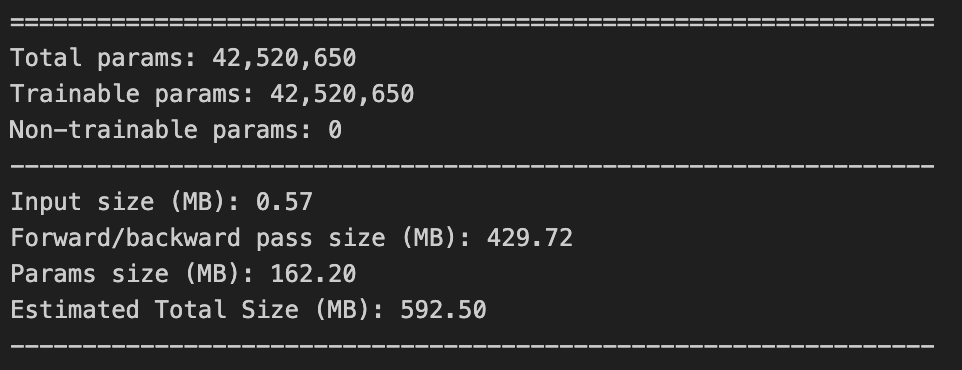 ================================================================
Total params: 42,520,650
Trainable params: 42,520,650
Non-trainable params: 0
----------------------------------------------------------------
Input size (MB): 0.57
Forward/backward pass size (MB): 429.72
Params size (MB): 162.20
Estimated Total Size (MB): 592.50
----------------------------------------------------------------